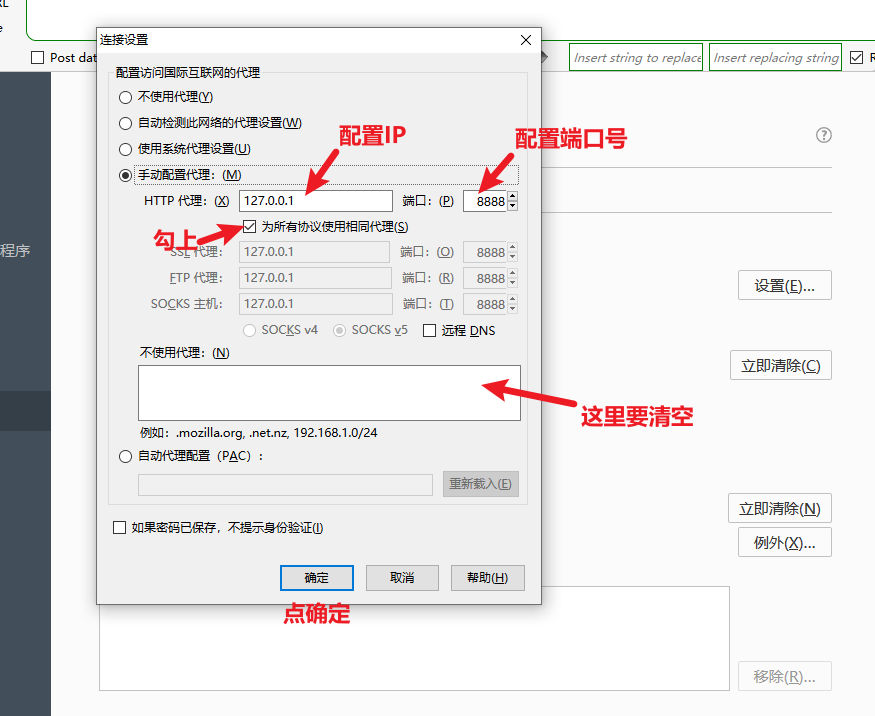 Post dat
Insert string to replace
Insert replacing string
连接设置
配置访问国际互联网的代理
不使用代理(Y)
自动检测此网络的代理设置(W)
使用系统代理设置(U)
配置IP
配置端口号
手动配置代理：(M)
HTTP 代理：(X) 127.0.0.1 端口：(P) 8888
勾上
为所有协议使用相同代理(S)
SSL 代理： 127.0.0.1 端口：(O) 8888
FTP 代理： 127.0.0.1 端口：(R) 8888
SOCKS 主机： 127.0.0.1 端口：(T) 8888
SOCKS v4 SOCKS v5 远程 DNS
不使用代理：(N)
这里要清空
例如：.mozilla.org, .net.nz, 192.168.1.0/24
自动代理配置（PAC）：
重新载入(E)
如果密码已保存，不提示身份验证(I)
确定 取消 帮助(H)
点确定
程序
设置(E)...
立即清除(C)
立即清除(N)
例外(X)...
移除(R)...